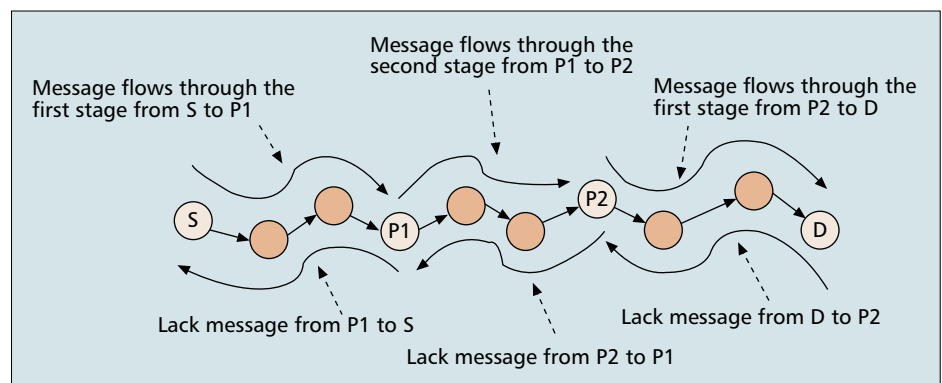 Message flows through the
first stage from S to P1
Message flows through the
second stage from P1 to P2
Message flows through the
first stage from P2 to D
S
P1
P2
D
Lack message from P1 to S
Lack message from P2 to P1
Lack message from D to P2